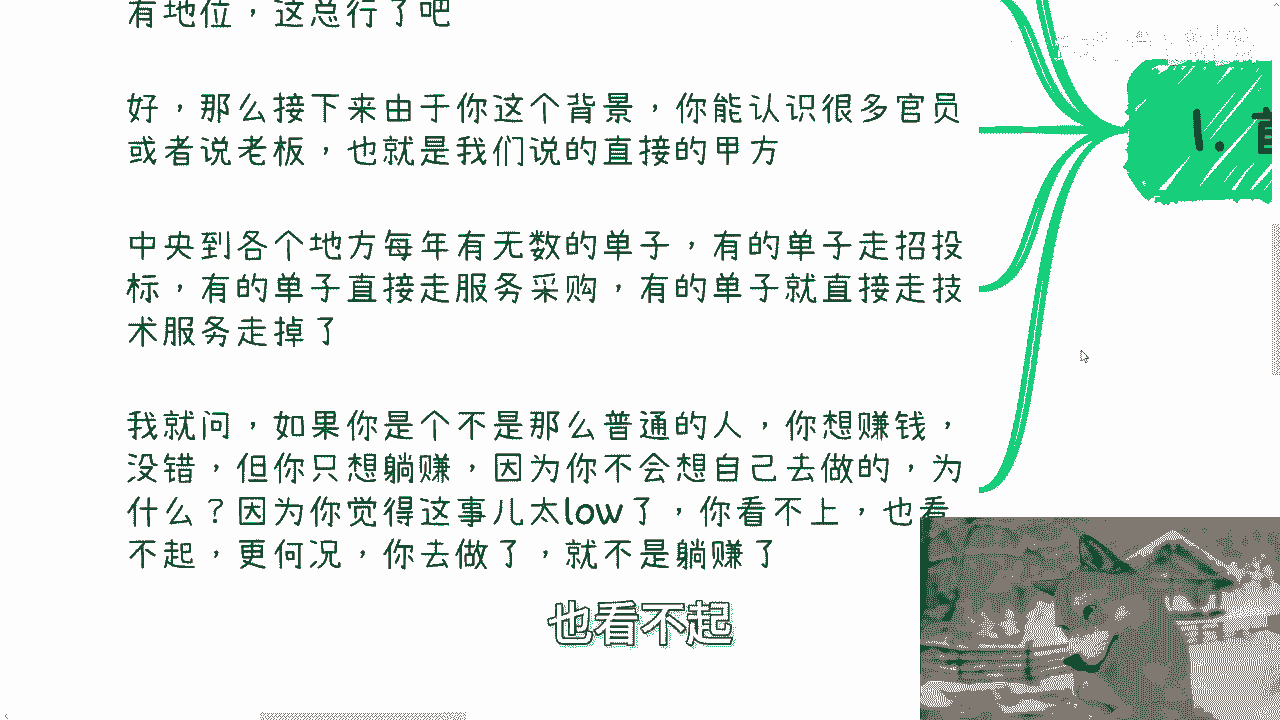 有地位，这总行了吧
好，那么接下来由于你这个背景，你能认识很多官员
或者说老板，也就是我们说的直接的甲方
中央到各个地方每年有无数的单子，有的单子走招投
标，有的单子直接走服务采购，有的单子就直接走技
术服务走掉了
我就问，如果你是个不是那么普通的人，你想赚钱，
没错，但你只想躺赚，因为你不会想自己去做的，为
什么？因为你觉得这事儿太low了，你看不上，也看
不起，更何况，你去做了，就不是躺赚了
1.
也看不起